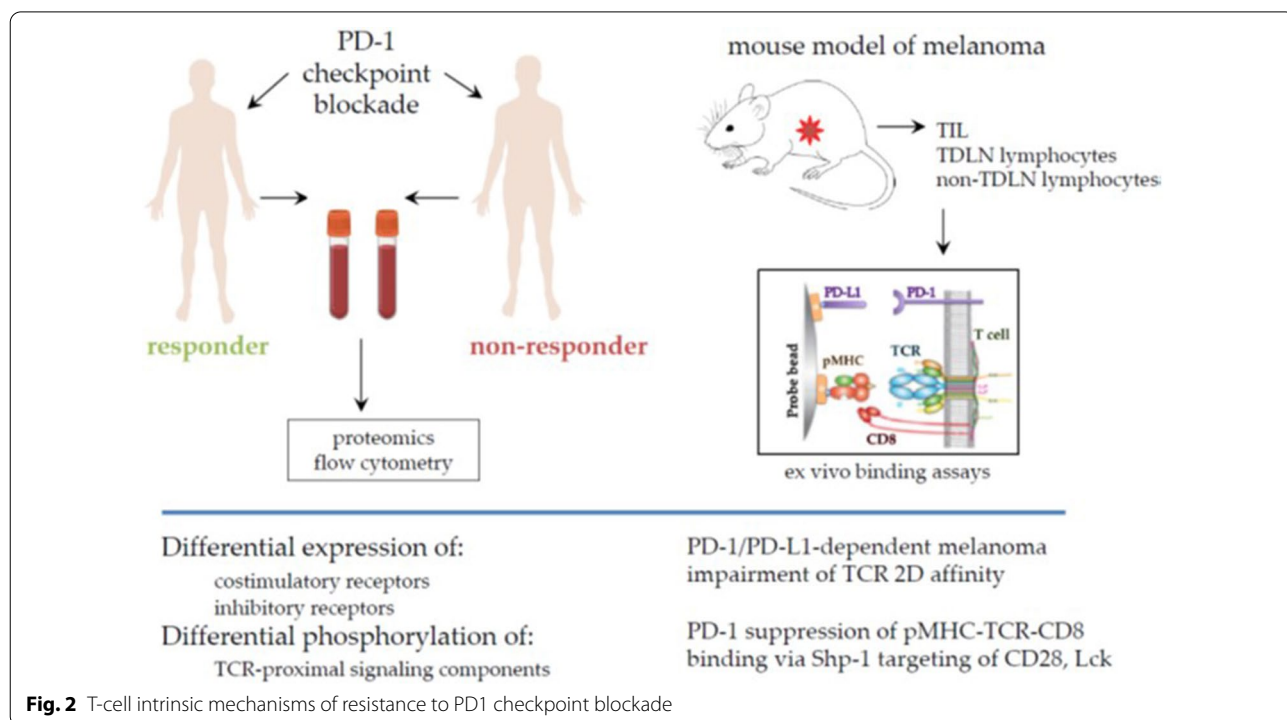 PD-1
checkpoint
blockade
responder
non-responder
proteomics
flow cytometry
mouse model of melanoma
TIL
TDLN lymphocytes
non-TDLN lymphocytes
PD-L1
PD-1
T cell
pMHC
TCR
Probe bead
CD8
ex vivo binding assays
Differential expression of:
costimulatory receptors
inhibitory receptors
Differential phosphorylation of:
TCR-proximal signaling components
PD-1/PD-L1-dependent melanoma
impairment of TCR 2D affinity
PD-1 suppression of pMHC-TCR-CD8
binding via Shp-1 targeting of CD28, Lck
Fig. 2 T-cell intrinsic mechanisms of resistance to PD1 checkpoint blockade